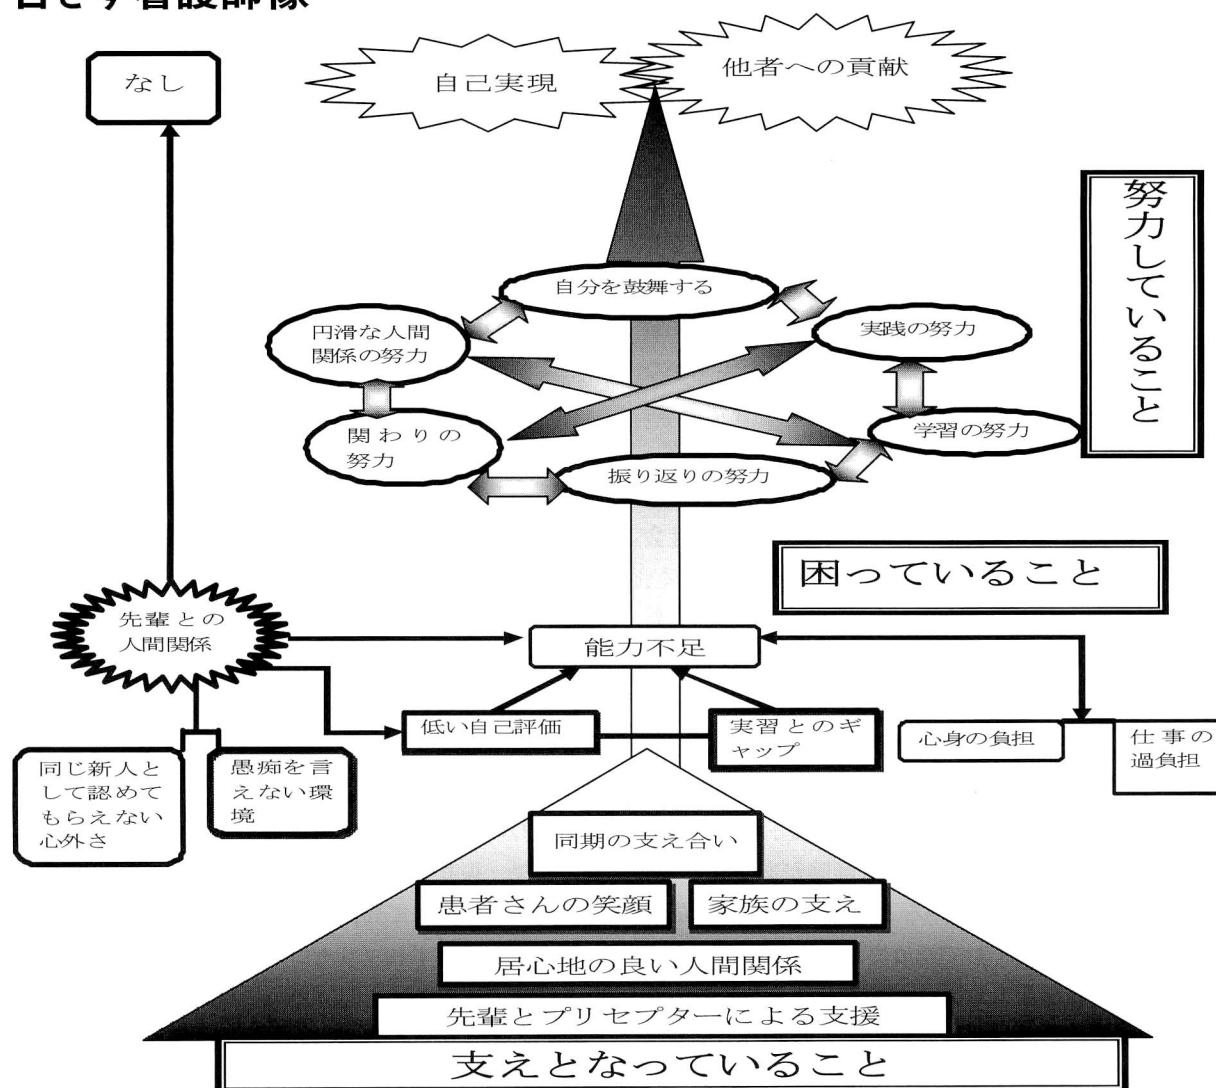 目ざす看護師像
なし
自己実現
他者への貢献
努力していること
自分を鼓舞する
円滑な人間
関係の努力
実践の努力
関わりの
努力
学習の努力
振り返りの努力
困っていること
先輩との
人間関係
能力不足
低い自己評価
実習とのギ
ャップ
心身の負担
仕事の
過負担
同じ新人と
して認めて
もらえない
心外さ
愚痴を言
えない環
境
同期の支え合い
患者さんの笑顔
家族の支え
居心地の良い人間関係
先輩とプリセプターによる支援
支えとなっていること